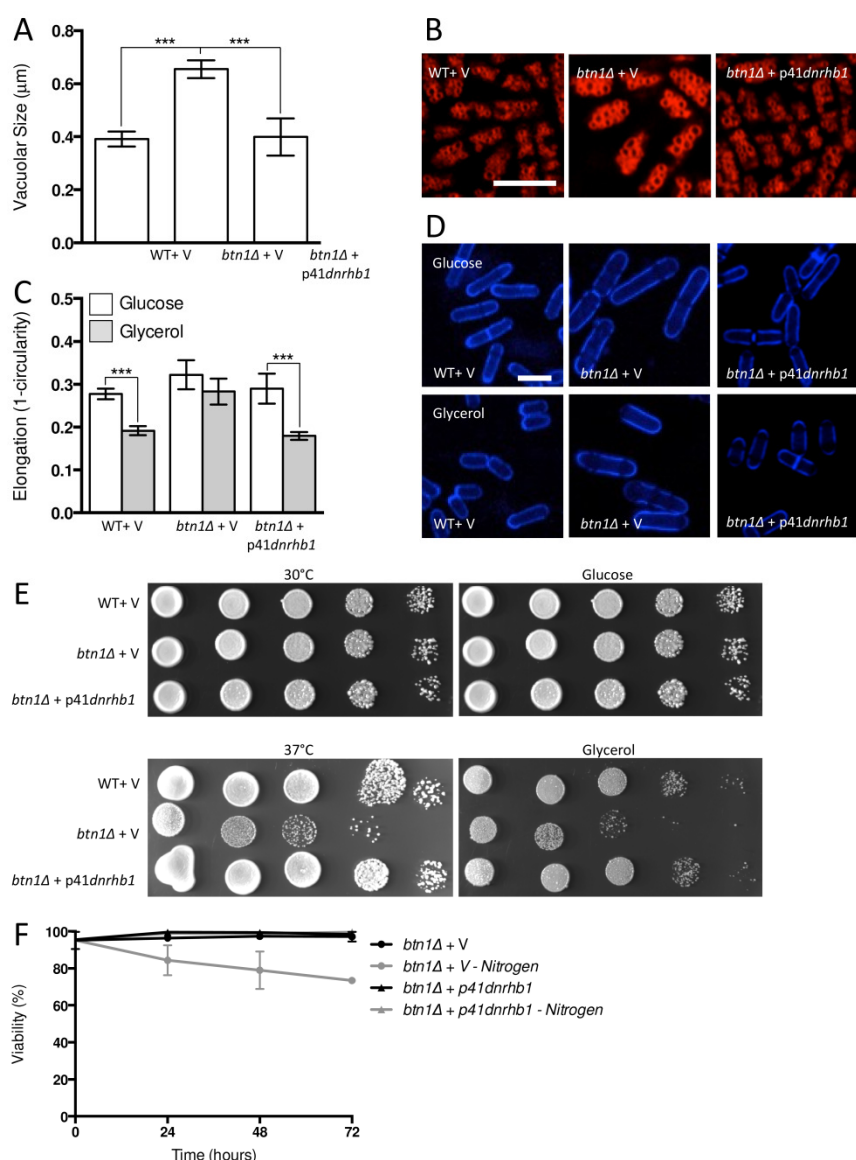 A
***
***
Vacuolar Size (μm)
0.8
0.6
0.4
0.2
0.0
WT+ V
btn1Δ + V
btn1Δ +
p41dnrhb1
B
WT+ V
btn1Δ + V
btn1Δ + p41dnrhb1
C
Elongation (1-circularity)
0.5
0.4
0.3
0.2
0.1
0.0
Glucose
Glycerol
***
***
WT+ V
btn1Δ + V
btn1Δ +
p41dnrhb1
D
Glucose
WT+ V
btn1Δ + V
btn1Δ + p41dnrhb1
Glycerol
WT+ V
btn1Δ + V
btn1Δ + p41dnrhb1
E
30°C
Glucose
WT+ V
btn1Δ + V
btn1Δ + p41dnrhb1
37°C
Glycerol
WT+ V
btn1Δ + V
btn1Δ + p41dnrhb1
F
Viability (%)
100
80
60
40
20
0
0
24
48
72
Time (hours)
btn1Δ + V
btn1Δ + V - Nitrogen
btn1Δ + p41dnrhb1
btn1Δ + p41dnrhb1 - Nitrogen